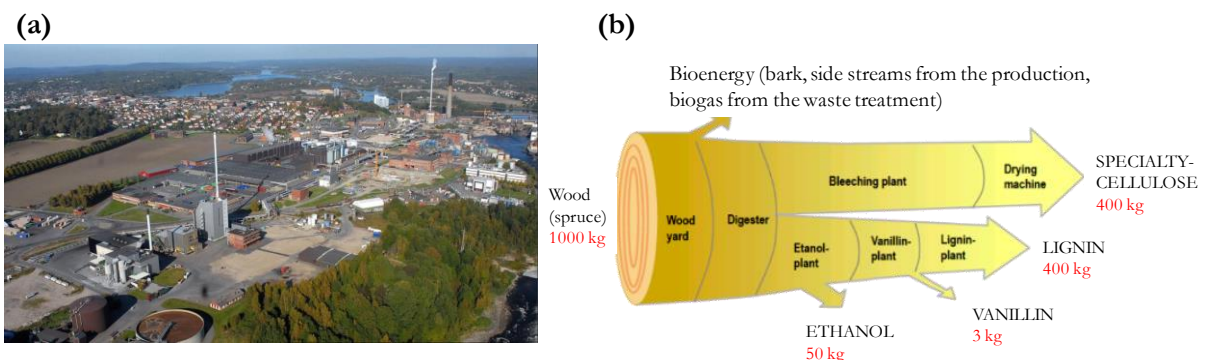 (a)
(b)
Bioenergy (bark, side streams from the production,
biogas from the waste treatment)
Wood
(spruce)
1000 kg
Wood
yard
Digester
Bleeching plant
Drying
machine
SPECIALTY-
CELLULOSE
400 kg
Etanol-
plant
Vanillin-
plant
Lignin-
plant
LIGNIN
400 kg
VANILLIN
3 kg
ETHANOL
50 kg